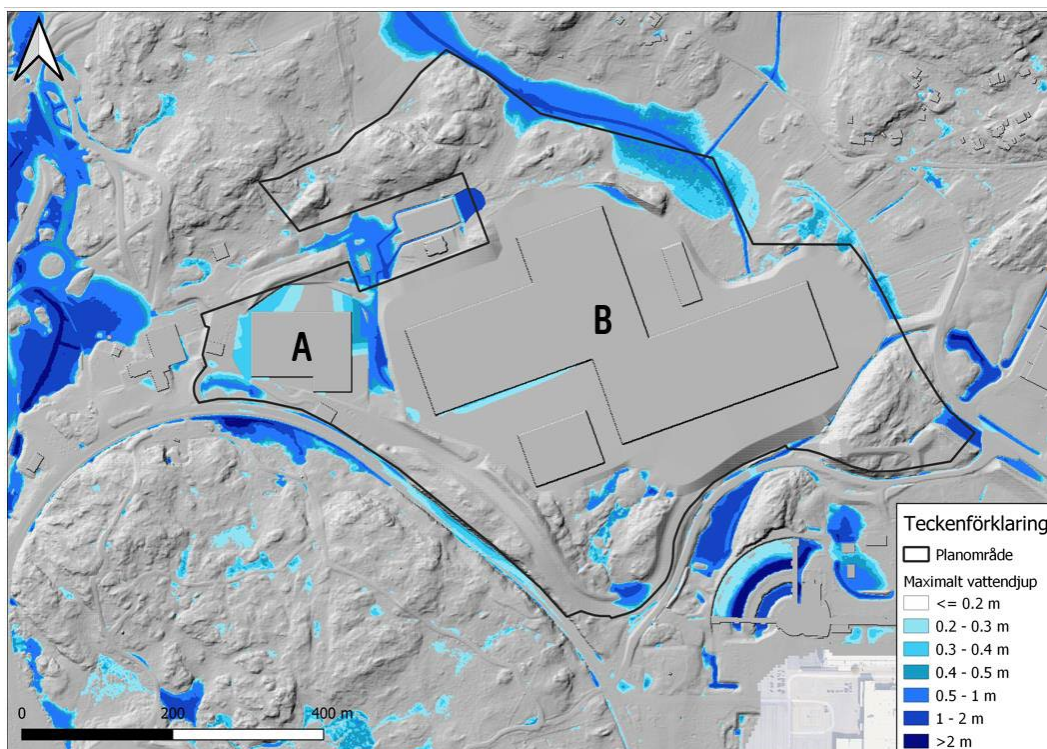 A
B
Teckenförklaring
Planområde
Maximalt vattendjup
<= 0.2 m
0.2 - 0.3 m
0.3 - 0.4 m
0.4 - 0.5 m
0.5 - 1 m
1 - 2 m
>2 m
0 200 400 m